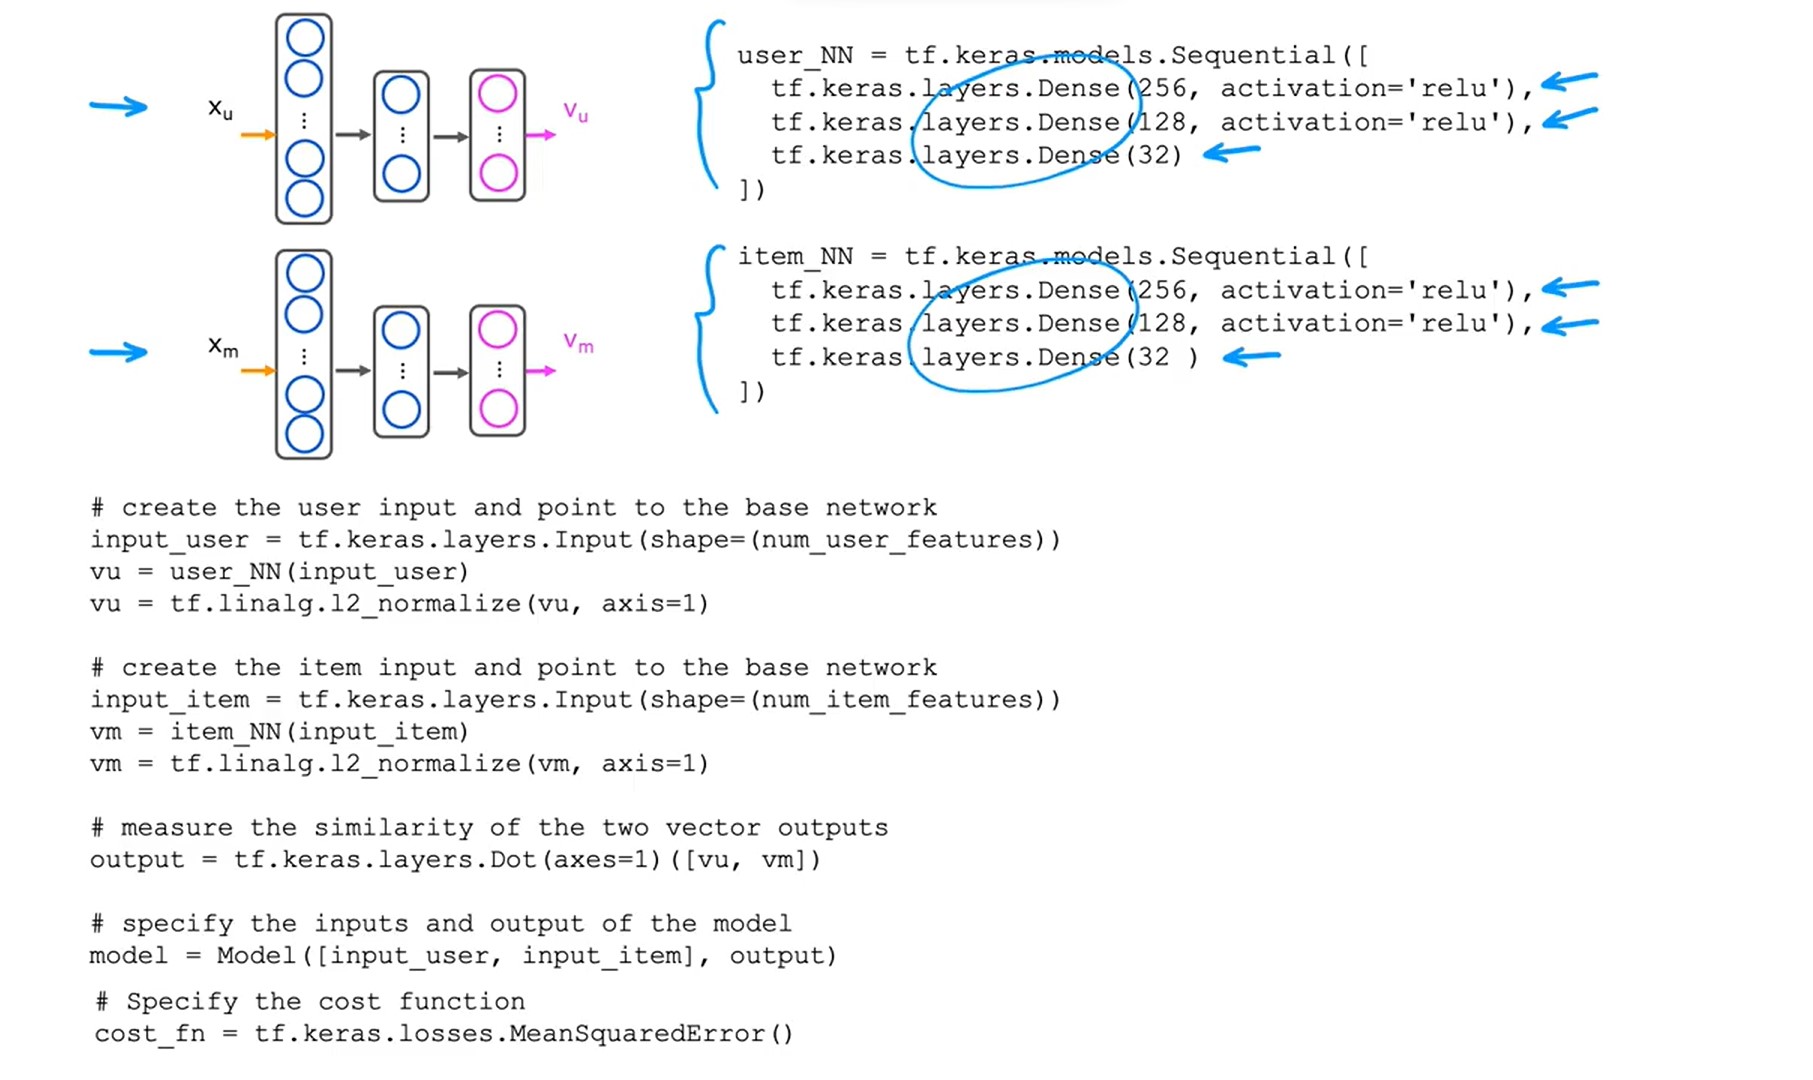 x_u
v_u
user_NN = tf.keras.models.Sequential([
tf.keras.layers.Dense(256, activation='relu'),
tf.keras.layers.Dense(128, activation='relu'),
tf.keras.layers.Dense(32)
])
x_m
v_m
item_NN = tf.keras.models.Sequential([
tf.keras.layers.Dense(256, activation='relu'),
tf.keras.layers.Dense(128, activation='relu'),
tf.keras.layers.Dense(32 )
])
# create the user input and point to the base network
input_user = tf.keras.layers.Input(shape=(num_user_features))
vu = user_NN(input_user)
vu = tf.linalg.l2_normalize(vu, axis=1)
# create the item input and point to the base network
input_item = tf.keras.layers.Input(shape=(num_item_features))
vm = item_NN(input_item)
vm = tf.linalg.l2_normalize(vm, axis=1)
# measure the similarity of the two vector outputs
output = tf.keras.layers.Dot(axes=1)([vu, vm])
# specify the inputs and output of the model
model = Model([input_user, input_item], output)
# Specify the cost function
cost_fn = tf.keras.losses.MeanSquaredError()